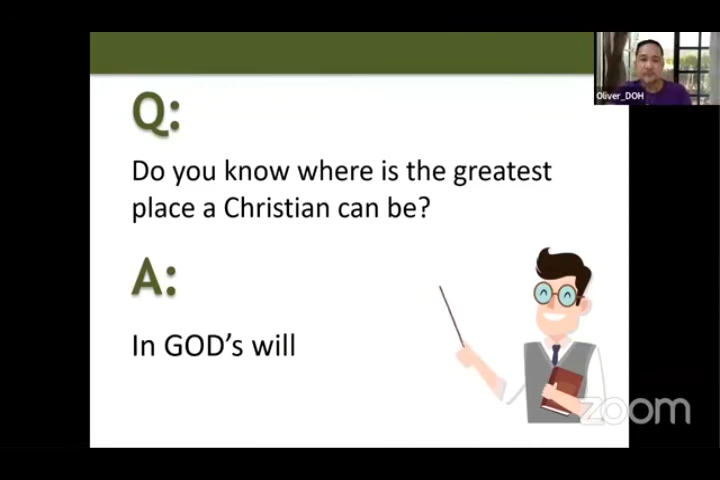 Q:
Do you know where is the greatest
place a Christian can be?
A:
In GOD’s will
Oliver_DOH
zoom